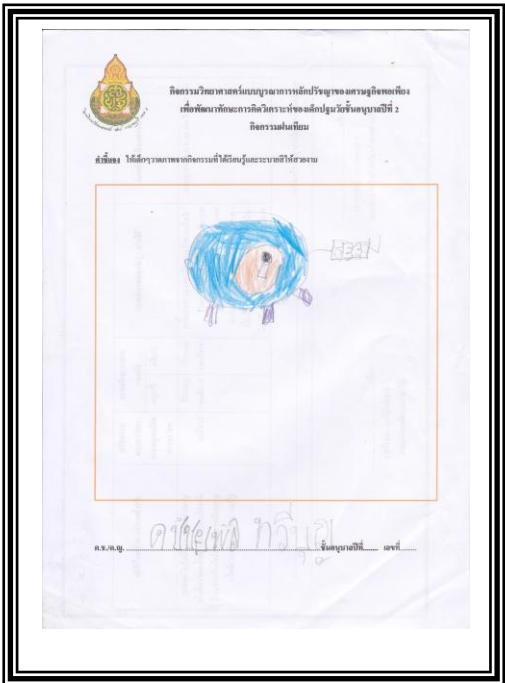 กิจกรรมวิทยาศาสตร์แบบบูรณาการหลักปรัชญาของเศรษฐกิจพอเพียง
เพื่อพัฒนาทักษะการคิดวิเคราะห์ของเด็กปฐมวัยชั้นอนุบาลปีที่ 2
กิจกรรมฝนเทียม
คำชี้แจง ให้เด็กๆวาดภาพจากกิจกรรมที่ได้เรียนรู้และระบายสีให้สวยงาม
ด.ช./ด.ญ. ชั้นอนุบาลปีที่....... เลขที่.......